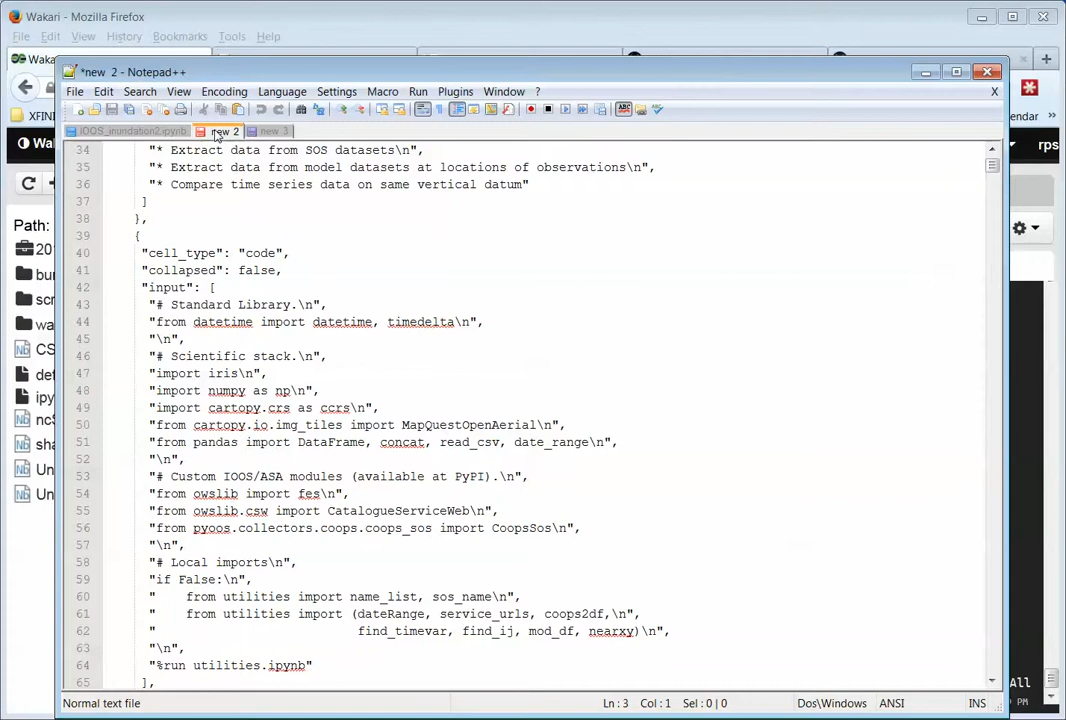 Wakari - Mozilla Firefox
File Edit View History Bookmarks Tools Help
*new 2 - Notepad++
File Edit Search View Encoding Language Settings Macro Run Plugins Window ? X
IOOS_inundation2.ipynb new 2 new 3
34 "* Extract data from SOS datasets\n",
35 "* Extract data from model datasets at locations of observations\n",
36 "* Compare time series data on same vertical datum"
37 ]
38 },
39 {
40 "cell_type": "code",
41 "collapsed": false,
42 "input": [
43 "# Standard Library.\n",
44 "from datetime import datetime, timedelta\n",
45 "\n",
46 "# Scientific stack.\n",
47 "import iris\n",
48 "import numpy as np\n",
49 "import cartopy.crs as ccrs\n",
50 "from cartopy.io.img_tiles import MapQuestOpenAerial\n",
51 "from pandas import DataFrame, concat, read_csv, date_range\n",
52 "\n",
53 "# Custom IOOS/ASA modules (available at PyPI).\n",
54 "from owslib import fes\n",
55 "from owslib.csw import CatalogueServiceWeb\n",
56 "from pyoos.collectors.coops.coops_sos import CoopsSos\n",
57 "\n",
58 "# Local imports\n",
59 "if False:\n",
60 "    from utilities import name_list, sos_name\n",
61 "    from utilities import (dateRange, service_urls, coops2df,\n",
62 "                           find_timevar, find_ij, mod_df, nearxy)\n",
63 "\n",
64 "%run utilities.ipynb"
65 ],
Normal text file Ln : 3 Col : 1 Sel : 0 | 0 Dos\Windows ANSI INS
Path:
rps
All